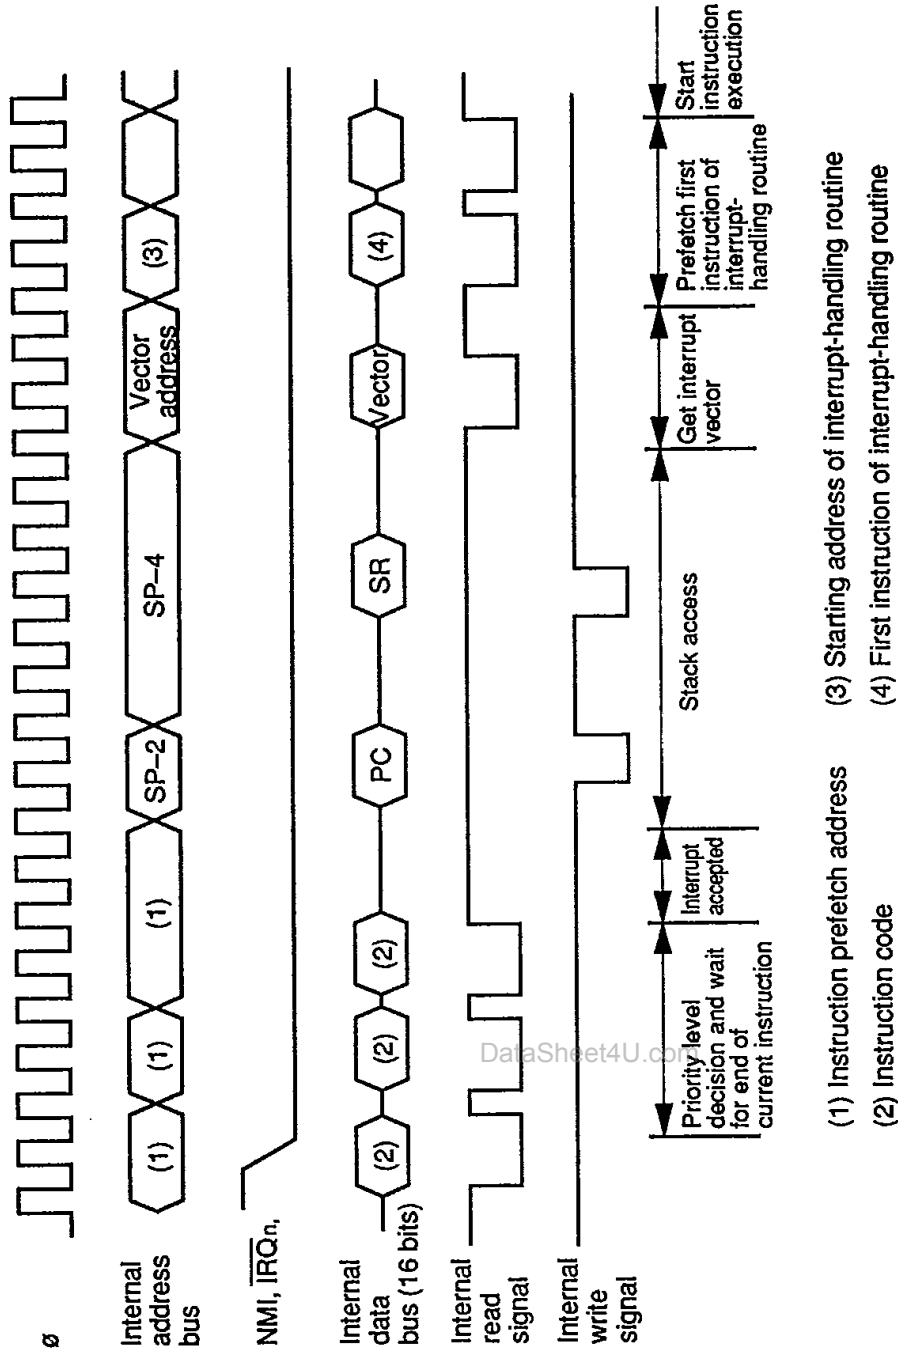 ø
Internal
address
bus
(1)
(1)
(1)
SP–2
SP–4
Vector
address
(3)
NMI, IRQn,
Internal
data
bus (16 bits)
(2)
(2)
(2)
PC
SR
Vector
(4)
Internal
read
signal
Internal
write
signal
Priority level
decision and wait
for end of
current instruction
Interrupt
accepted
Stack access
Get interrupt
vector
Prefetch first
instruction of
interrupt-
handling routine
Start
instruction
execution
(1) Instruction prefetch address
(2) Instruction code
(3) Starting address of interrupt-handling routine
(4) First instruction of interrupt-handling routine
DataSheet4U.com